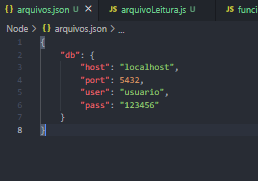 {} arquivos.json U X JS arquivoLeitura.js U JS funci
Node > {} arquivos.json > ...
1 {
2 "db": {
3 "host": "localhost",
4 "port": 5432,
5 "user": "usuario",
6 "pass": "123456"
7 }
8 }